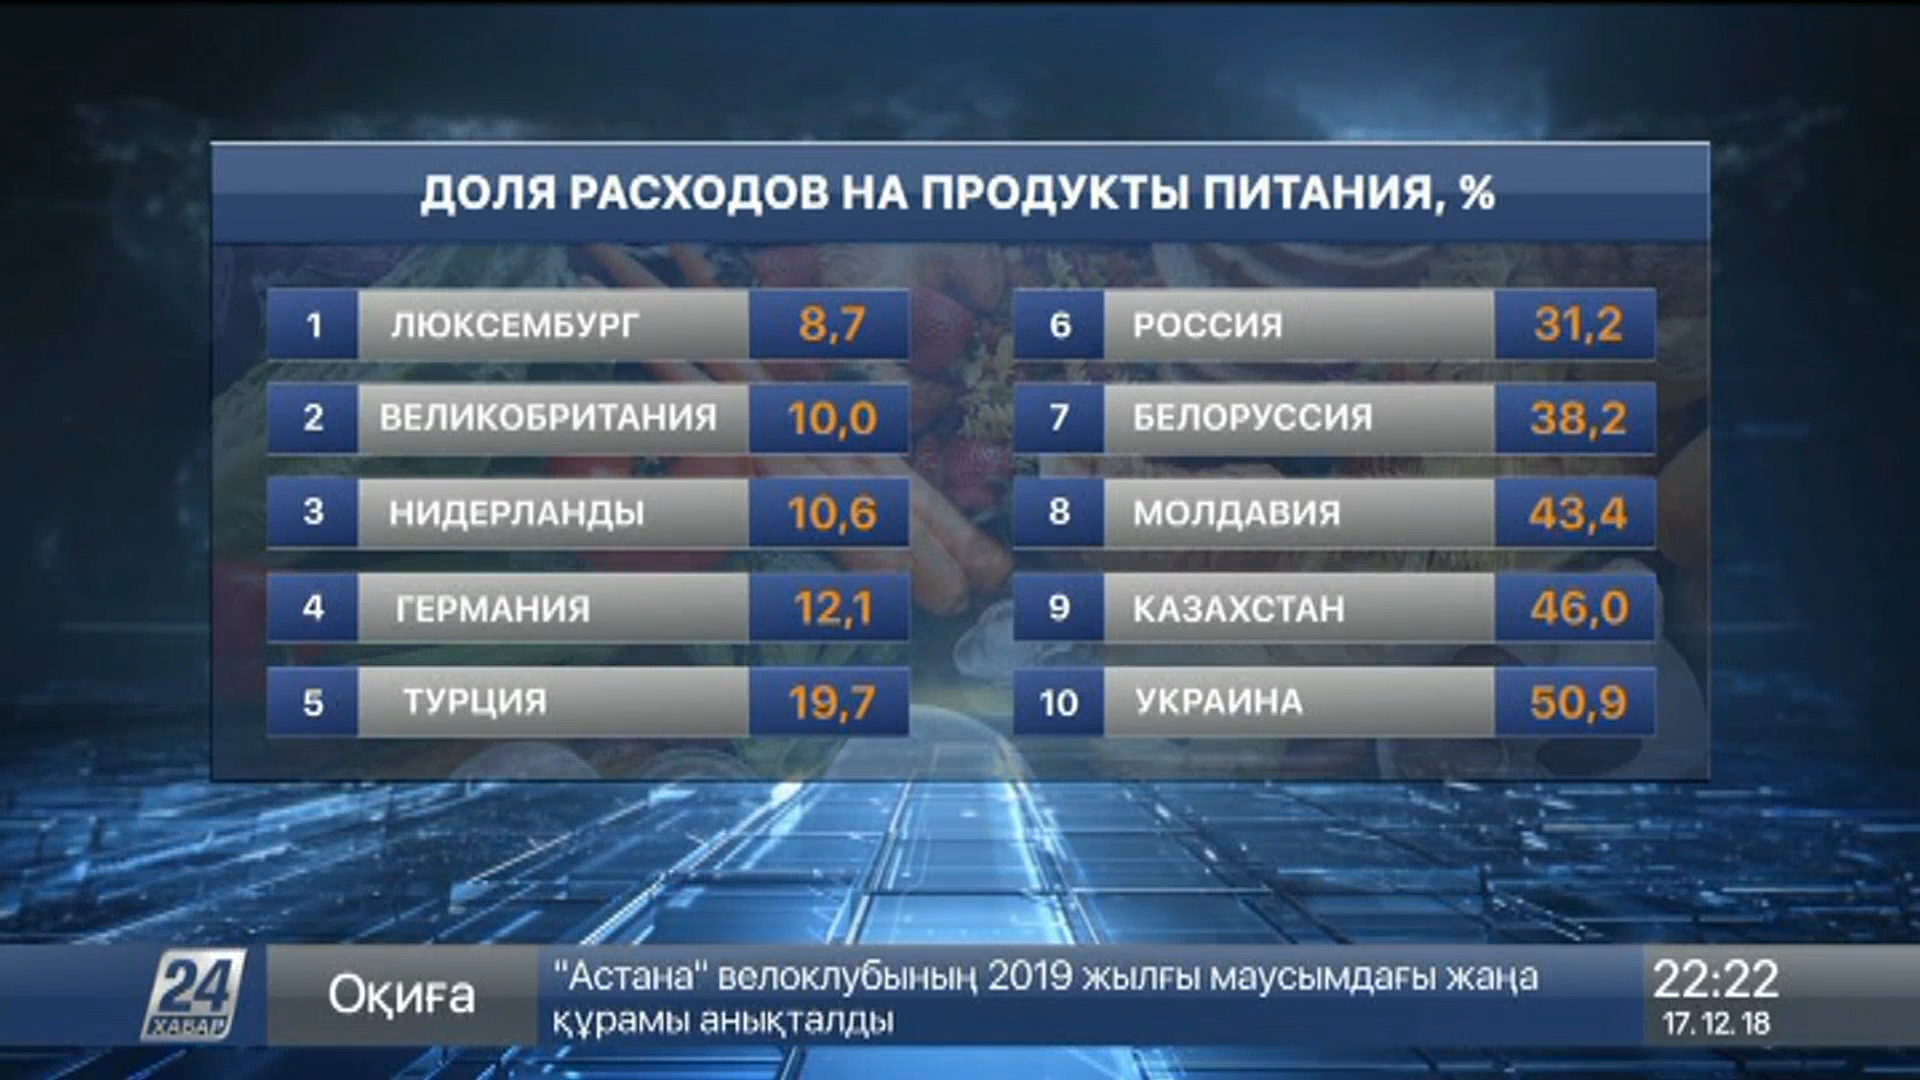 ДОЛЯ РАСХОДОВ НА ПРОДУКТЫ ПИТАНИЯ, %
1 ЛЮКСЕМБУРГ 8,7
2 ВЕЛИКОБРИТАНИЯ 10,0
3 НИДЕРЛАНДЫ 10,6
4 ГЕРМАНИЯ 12,1
5 ТУРЦИЯ 19,7
6 РОССИЯ 31,2
7 БЕЛОРУССИЯ 38,2
8 МОЛДАВИЯ 43,4
9 КАЗАХСТАН 46,0
10 УКРАИНА 50,9
24
ХАБАР
Оқиға
"Астана" велоклубының 2019 жылғы маусымдағы жаңа
құрамы анықталды
22:22
17.12.18